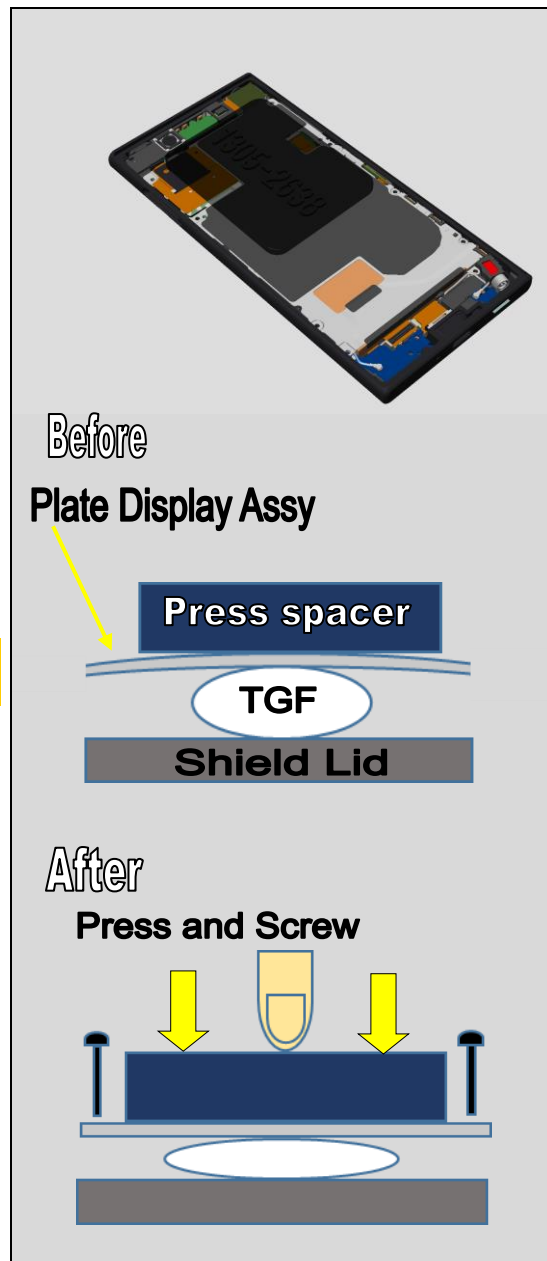 1305-2638
Before
Plate Display Assy
Press spacer
TGF
Shield Lid
After
Press and Screw